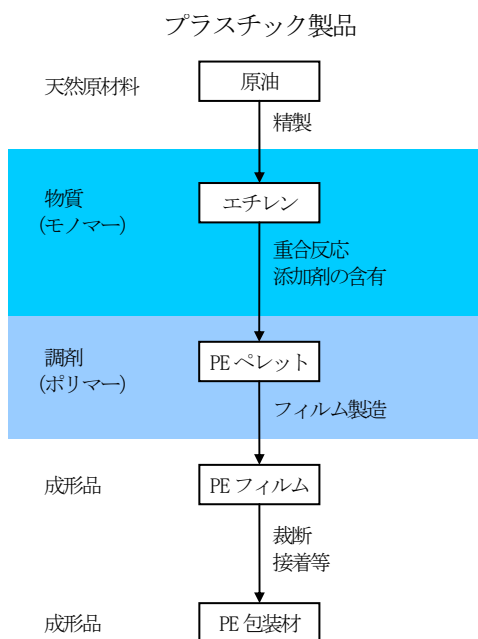 プラスチック製品
天然原材料
原油
精製
物質
(モノマー)
エチレン
重合反応
添加剤の含有
調剤
(ポリマー)
PE ペレット
フィルム製造
成形品
PE フィルム
裁断
接着等
成形品
PE 包装材